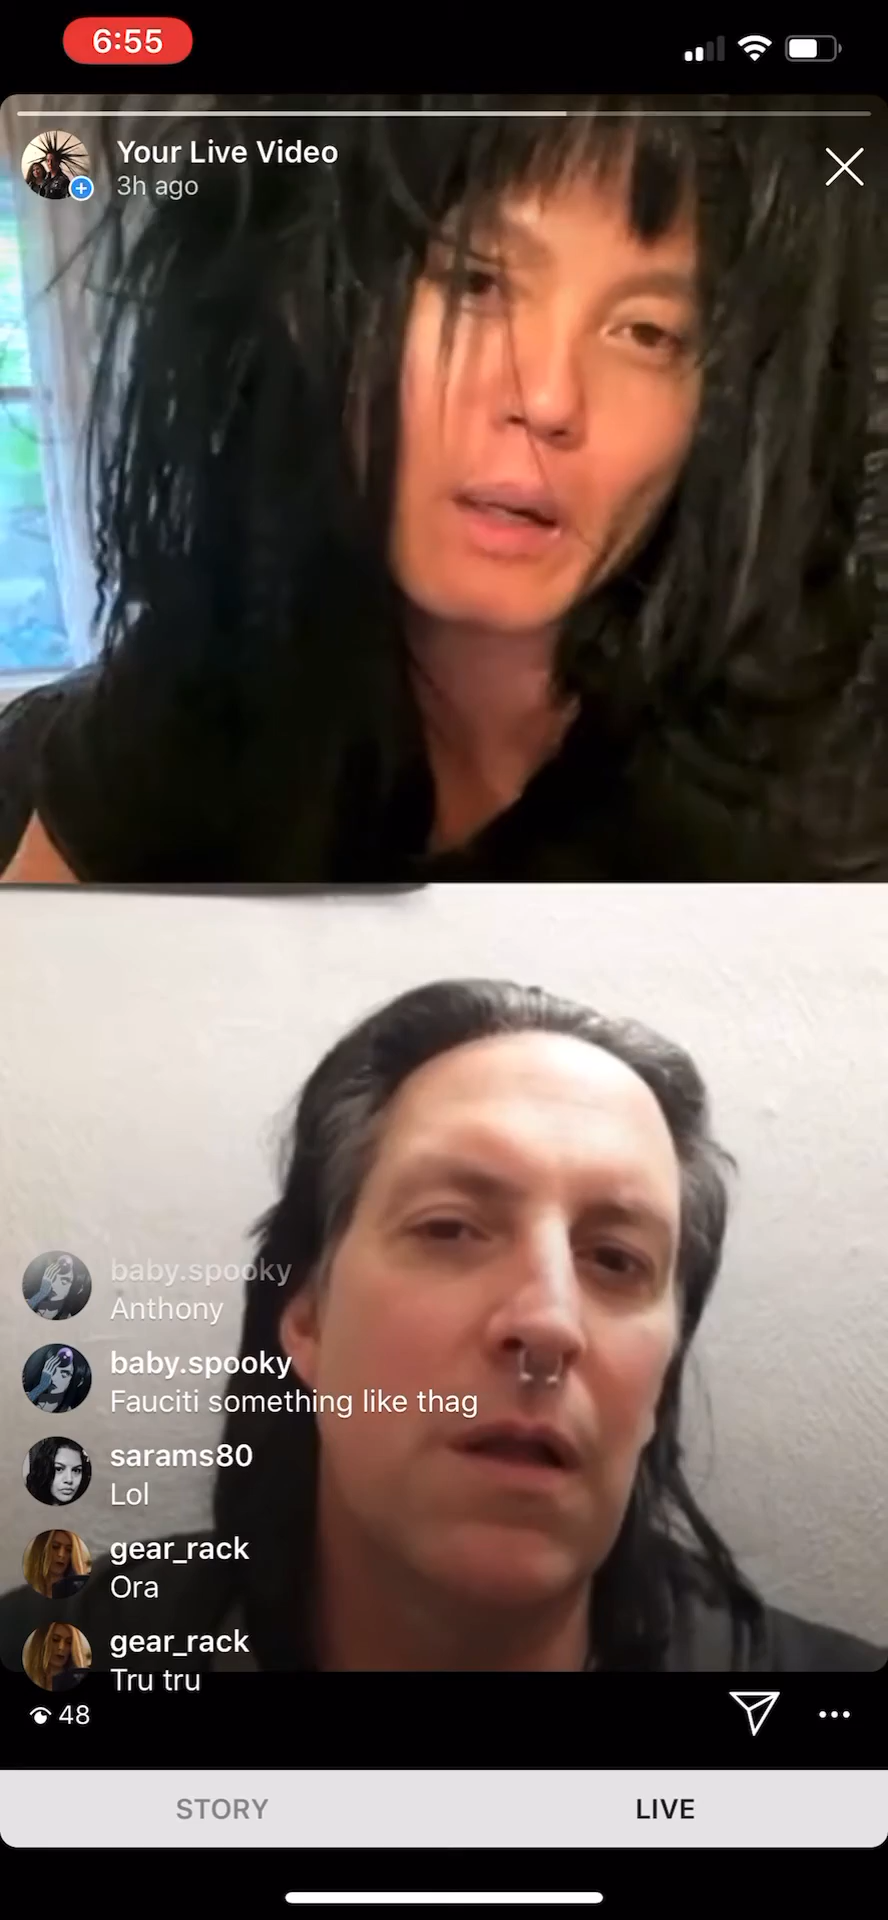 6:55
Your Live Video
3h ago
baby.spooky
Anthony
baby.spooky
Fauciti something like thag
sarams80
Lol
gear_rack
Ora
gear_rack
Tru tru
48
STORY
LIVE